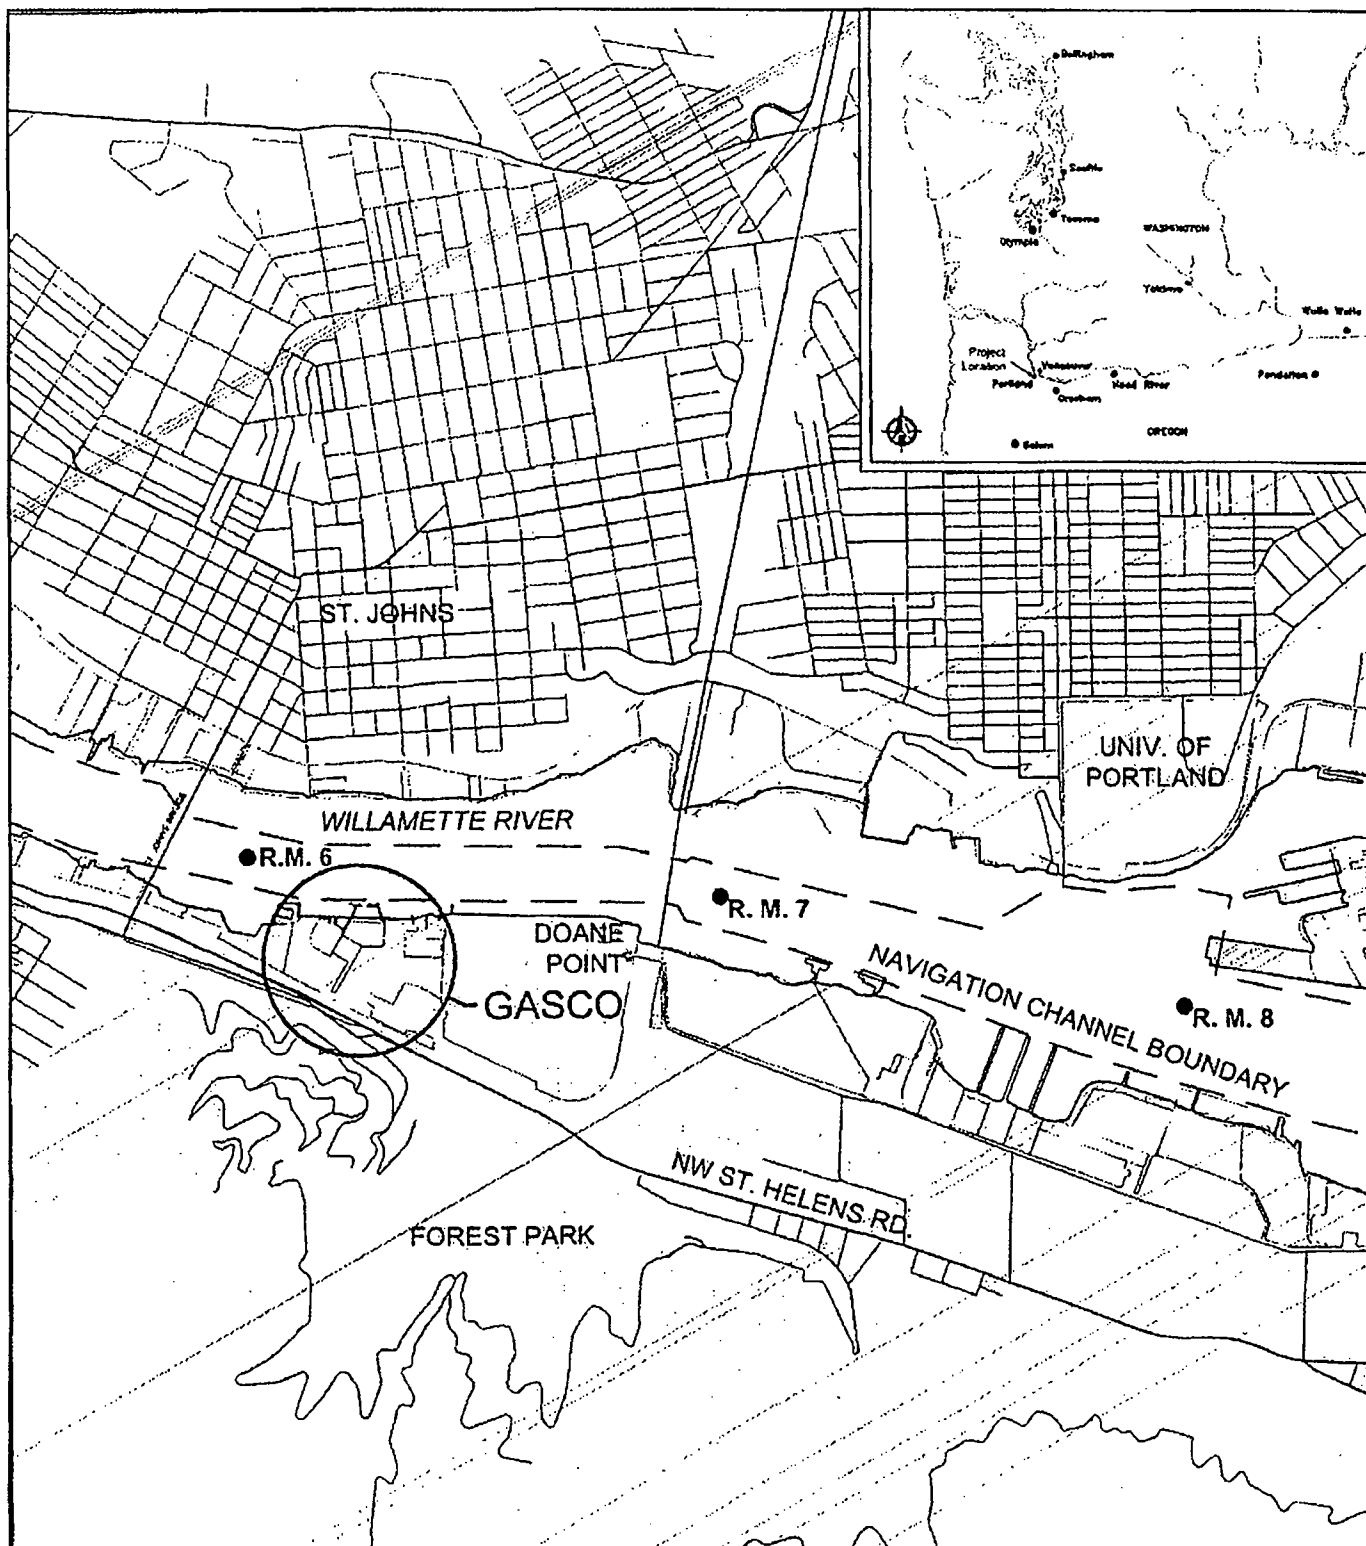 Bellingham
Seattle
Tacoma
Olympia
WASHINGTON
Yakima
Walla Walla
Project
Location
Vancouver
Portland
Hood River
Pendleton
Gresham
OREGON
Salem
ST. JOHNS
UNIV. OF
PORTLAND
WILLAMETTE RIVER
R.M. 6
R. M. 7
DOANE
POINT
GASCO
NAVIGATION CHANNEL BOUNDARY
R. M. 8
NW ST. HELENS RD.
FOREST PARK